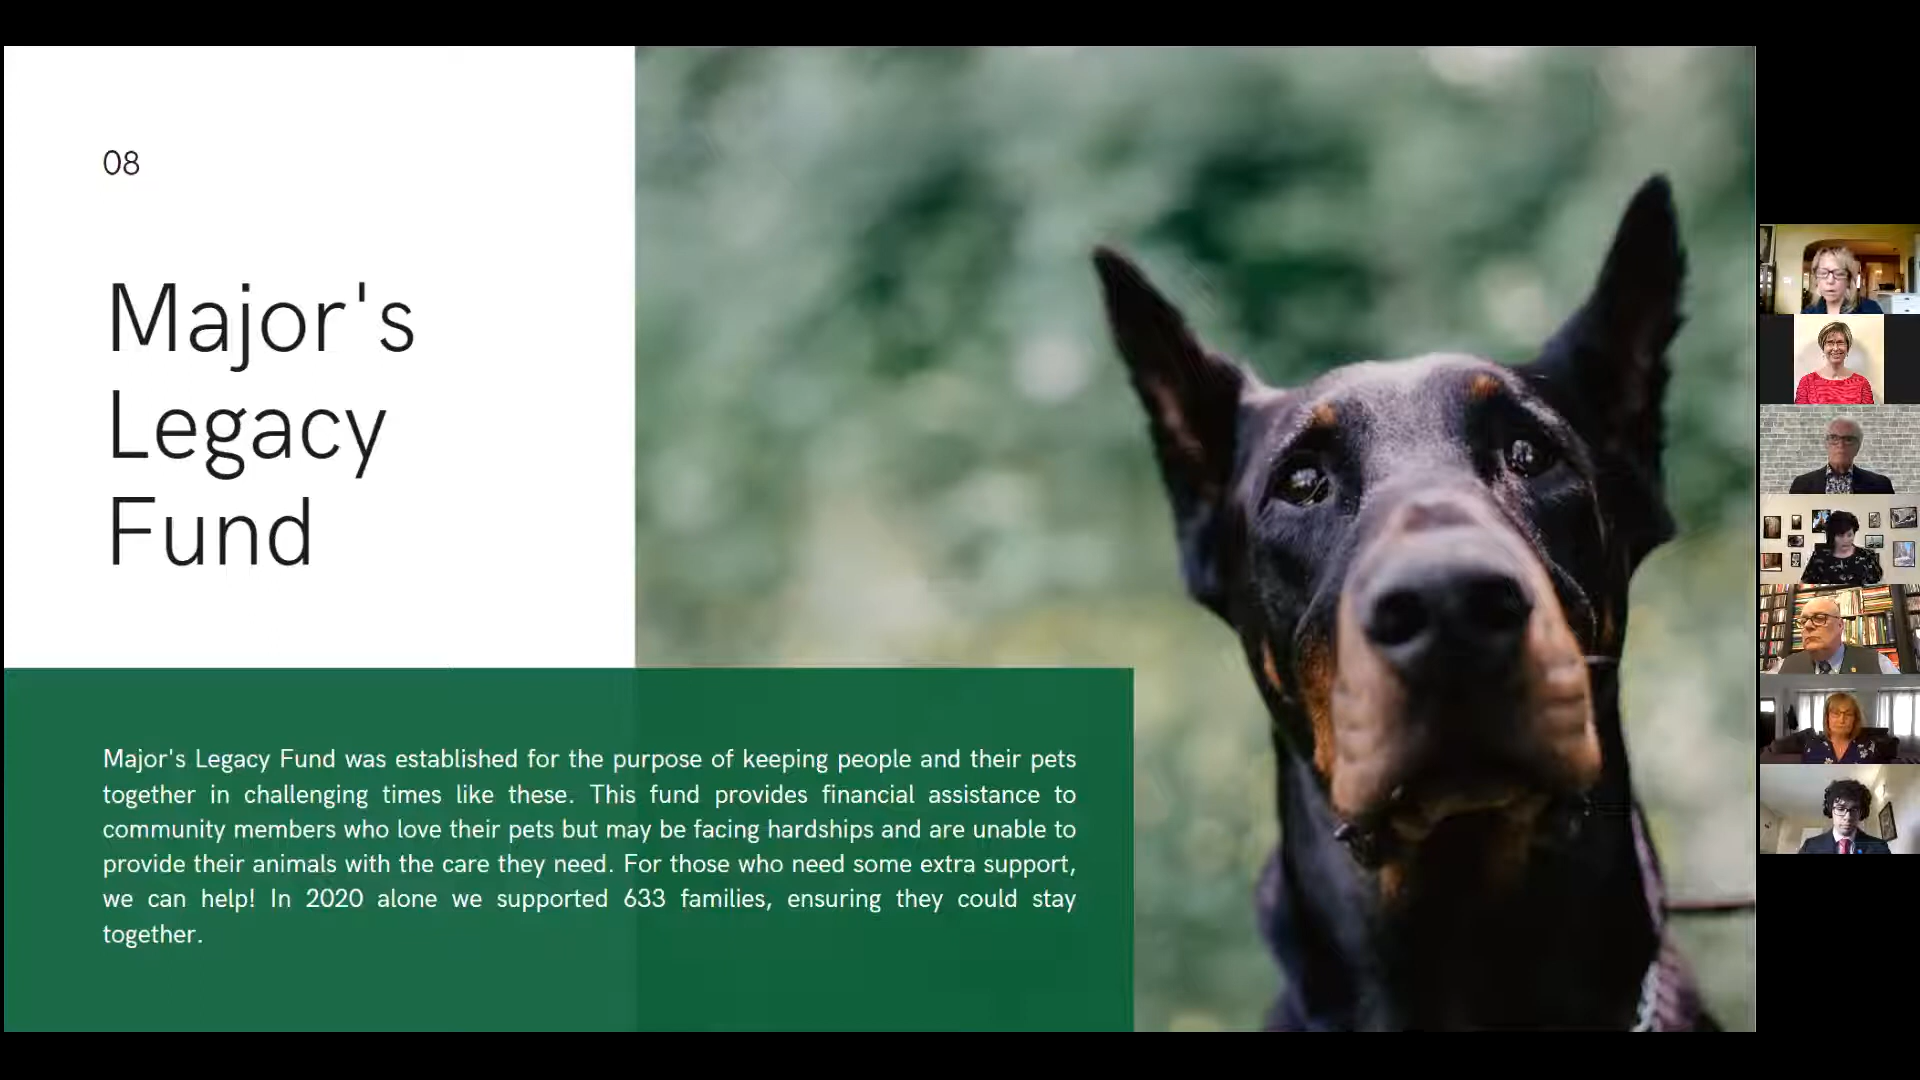 08
Major's
Legacy
Fund
Major's Legacy Fund was established for the purpose of keeping people and their pets
together in challenging times like these. This fund provides financial assistance to
community members who love their pets but may be facing hardships and are unable to
provide their animals with the care they need. For those who need some extra support,
we can help! In 2020 alone we supported 633 families, ensuring they could stay
together.